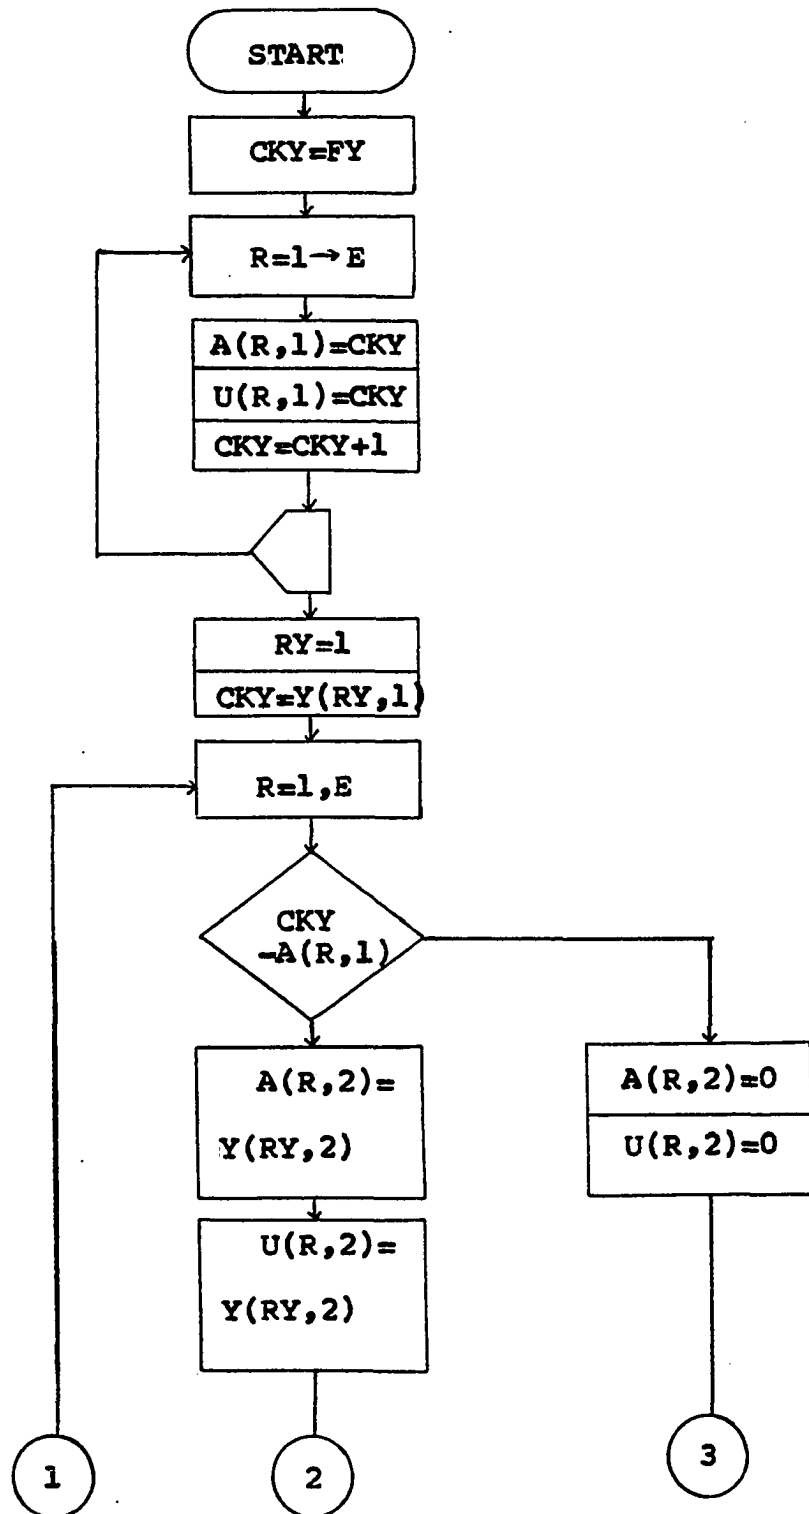 START
CKY=FY
R=1→E
A(R,1)=CKY
U(R,1)=CKY
CKY=CKY+1
RY=1
CKY=Y(RY,1)
R=1,E
CKY
-A(R,1)
A(R,2)=
Y(RY,2)
U(R,2)=
Y(RY,2)
A(R,2)=0
U(R,2)=0
1
2
3